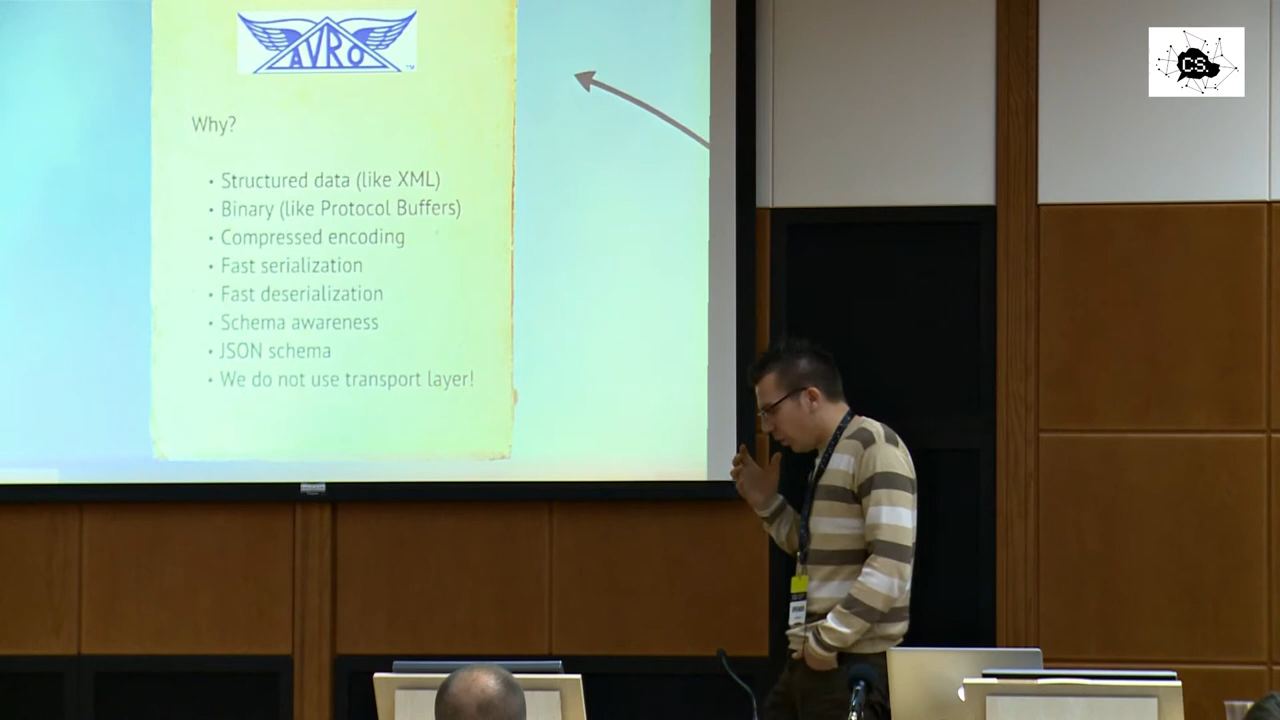 AVRO
TM
CS.
Why?
• Structured data (like XML)
• Binary (like Protocol Buffers)
• Compressed encoding
• Fast serialization
• Fast deserialization
• Schema awareness
• JSON schema
• We do not use transport layer!